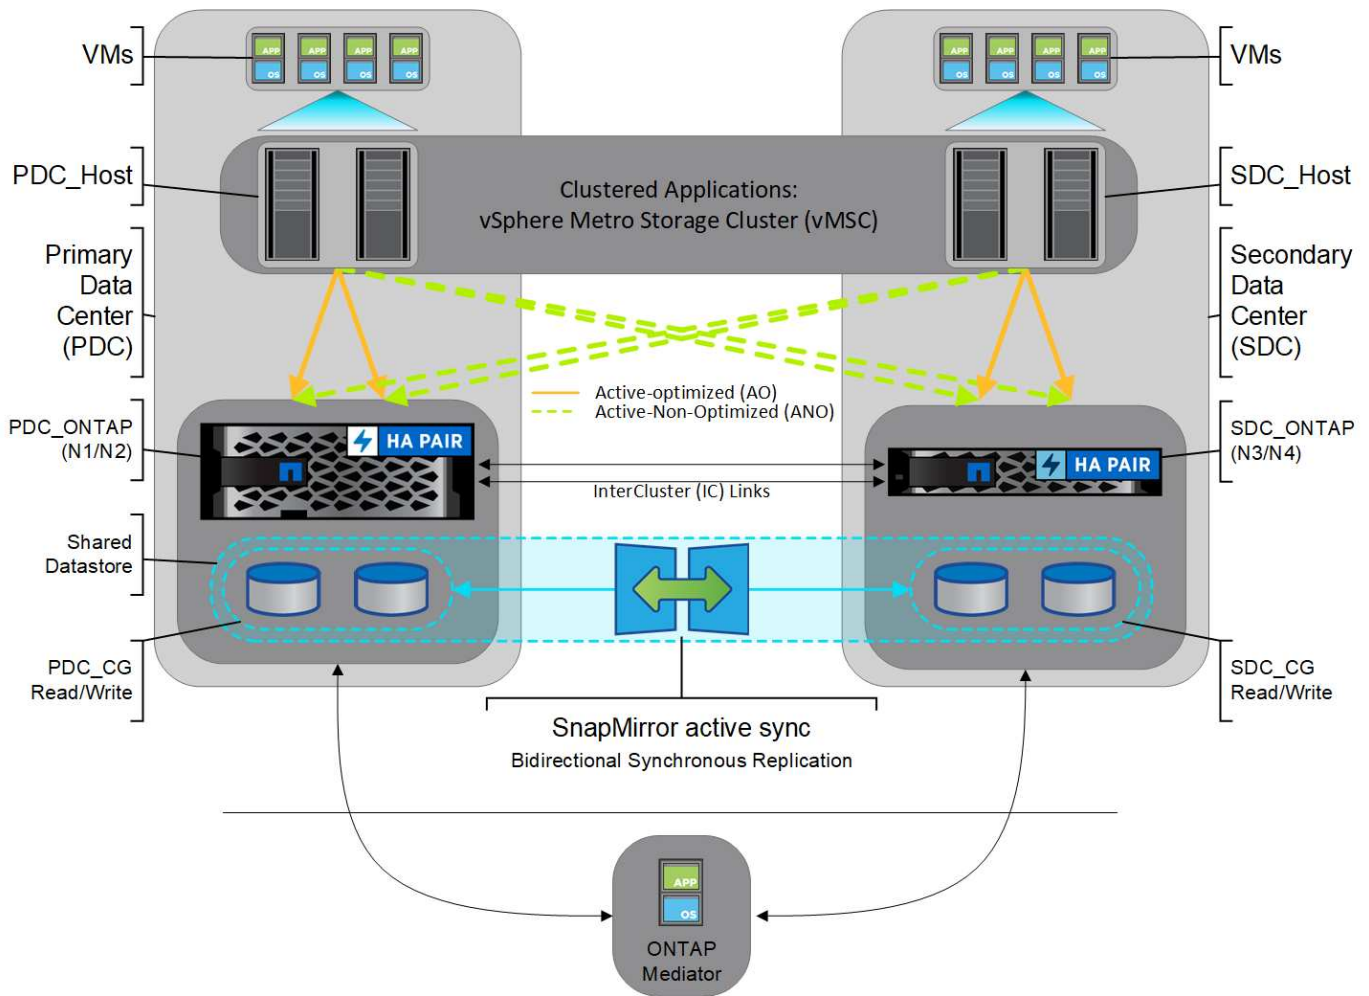 VMs
APP APP APP APP
OS OS OS OS
APP APP APP APP
OS OS OS OS
VMs
PDC_Host
Clustered Applications:
vSphere Metro Storage Cluster (vMSC)
SDC_Host
Primary
Data
Center
(PDC)
Secondary
Data
Center
(SDC)
Active-optimized (AO)
Active-Non-Optimized (ANO)
PDC_ONTAP
(N1/N2)
HA PAIR
InterCluster (IC) Links
HA PAIR
SDC_ONTAP
(N3/N4)
Shared
Datastore
PDC_CG
Read/Write
SDC_CG
Read/Write
SnapMirror active sync
Bidirectional Synchronous Replication
APP
OS
ONTAP
Mediator